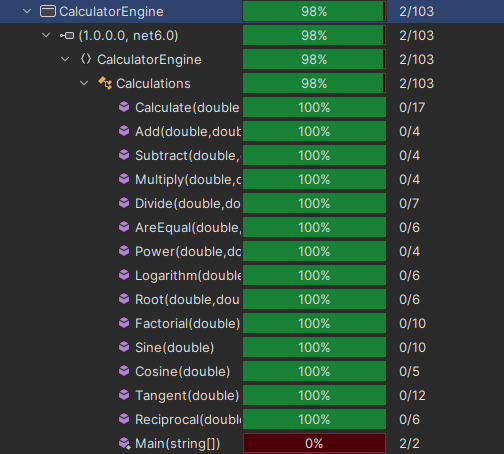 CalculatorEngine 98% 2/103
(1.0.0.0, net6.0) 98% 2/103
CalculatorEngine 98% 2/103
Calculations 98% 2/103
Calculate(double 100% 0/17
Add(double,doub 100% 0/4
Subtract(double, 100% 0/4
Multiply(double,d 100% 0/4
Divide(double,do 100% 0/7
AreEqual(double, 100% 0/6
Power(double,do 100% 0/4
Logarithm(double 100% 0/6
Root(double,dou 100% 0/6
Factorial(double) 100% 0/10
Sine(double) 100% 0/10
Cosine(double) 100% 0/5
Tangent(double) 100% 0/12
Reciprocal(doubl 100% 0/6
Main(string[]) 0% 2/2